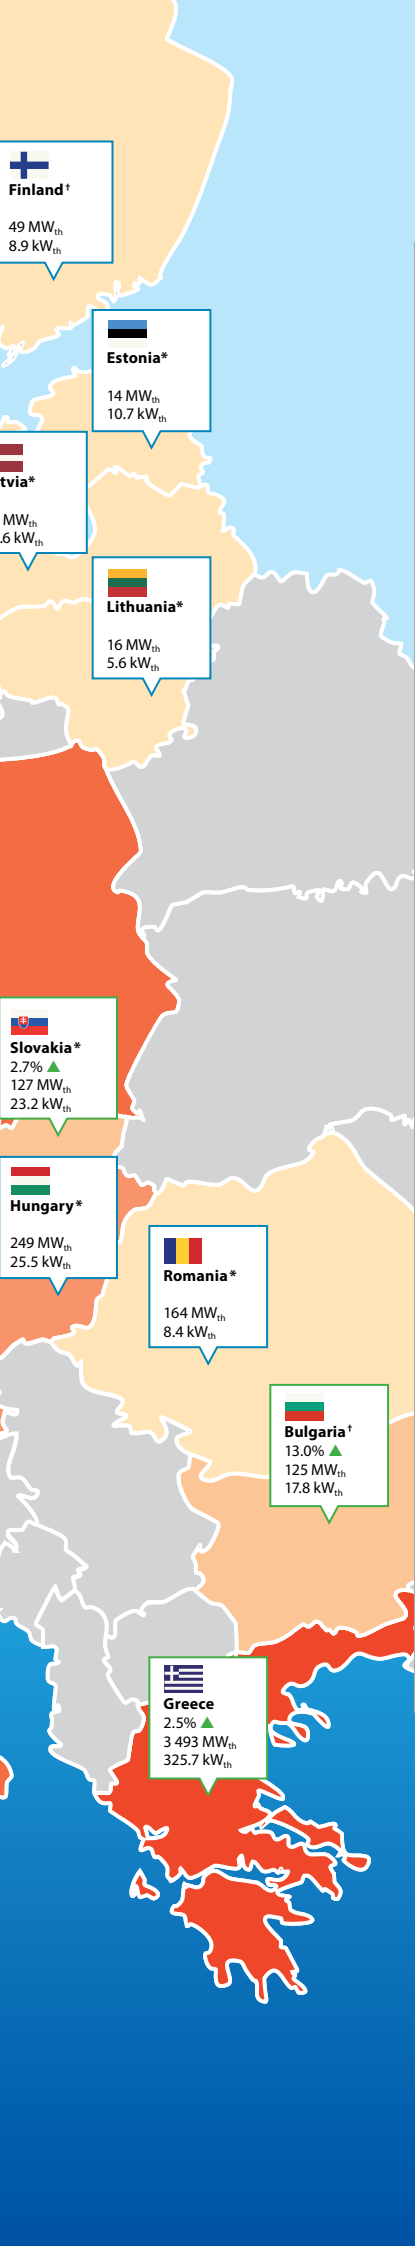 Finland†
49 MWth
8.9 kWth
Estonia*
14 MWth
10.7 kWth
tvia*
MWth
.6 kWth
Lithuania*
16 MWth
5.6 kWth
Slovakia*
2.7% ▲
127 MWth
23.2 kWth
Hungary*
249 MWth
25.5 kWth
Romania*
164 MWth
8.4 kWth
Bulgaria†
13.0% ▲
125 MWth
17.8 kWth
Greece
2.5% ▲
3 493 MWth
325.7 kWth